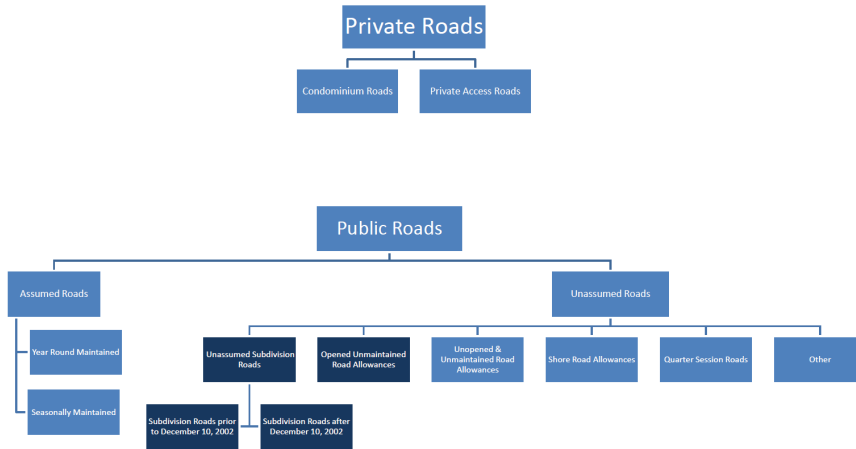 Private Roads
Condominium Roads
Private Access Roads
Public Roads
Assumed Roads
Unassumed Roads
Year Round Maintained
Seasonally Maintained
Unassumed Subdivision
Roads
Opened Unmaintained
Road Allowances
Unopened &
Unmaintained Road
Allowances
Shore Road Allowances
Quarter Session Roads
Other
Subdivision Roads prior
to December 10, 2002
Subdivision Roads after
December 10, 2002